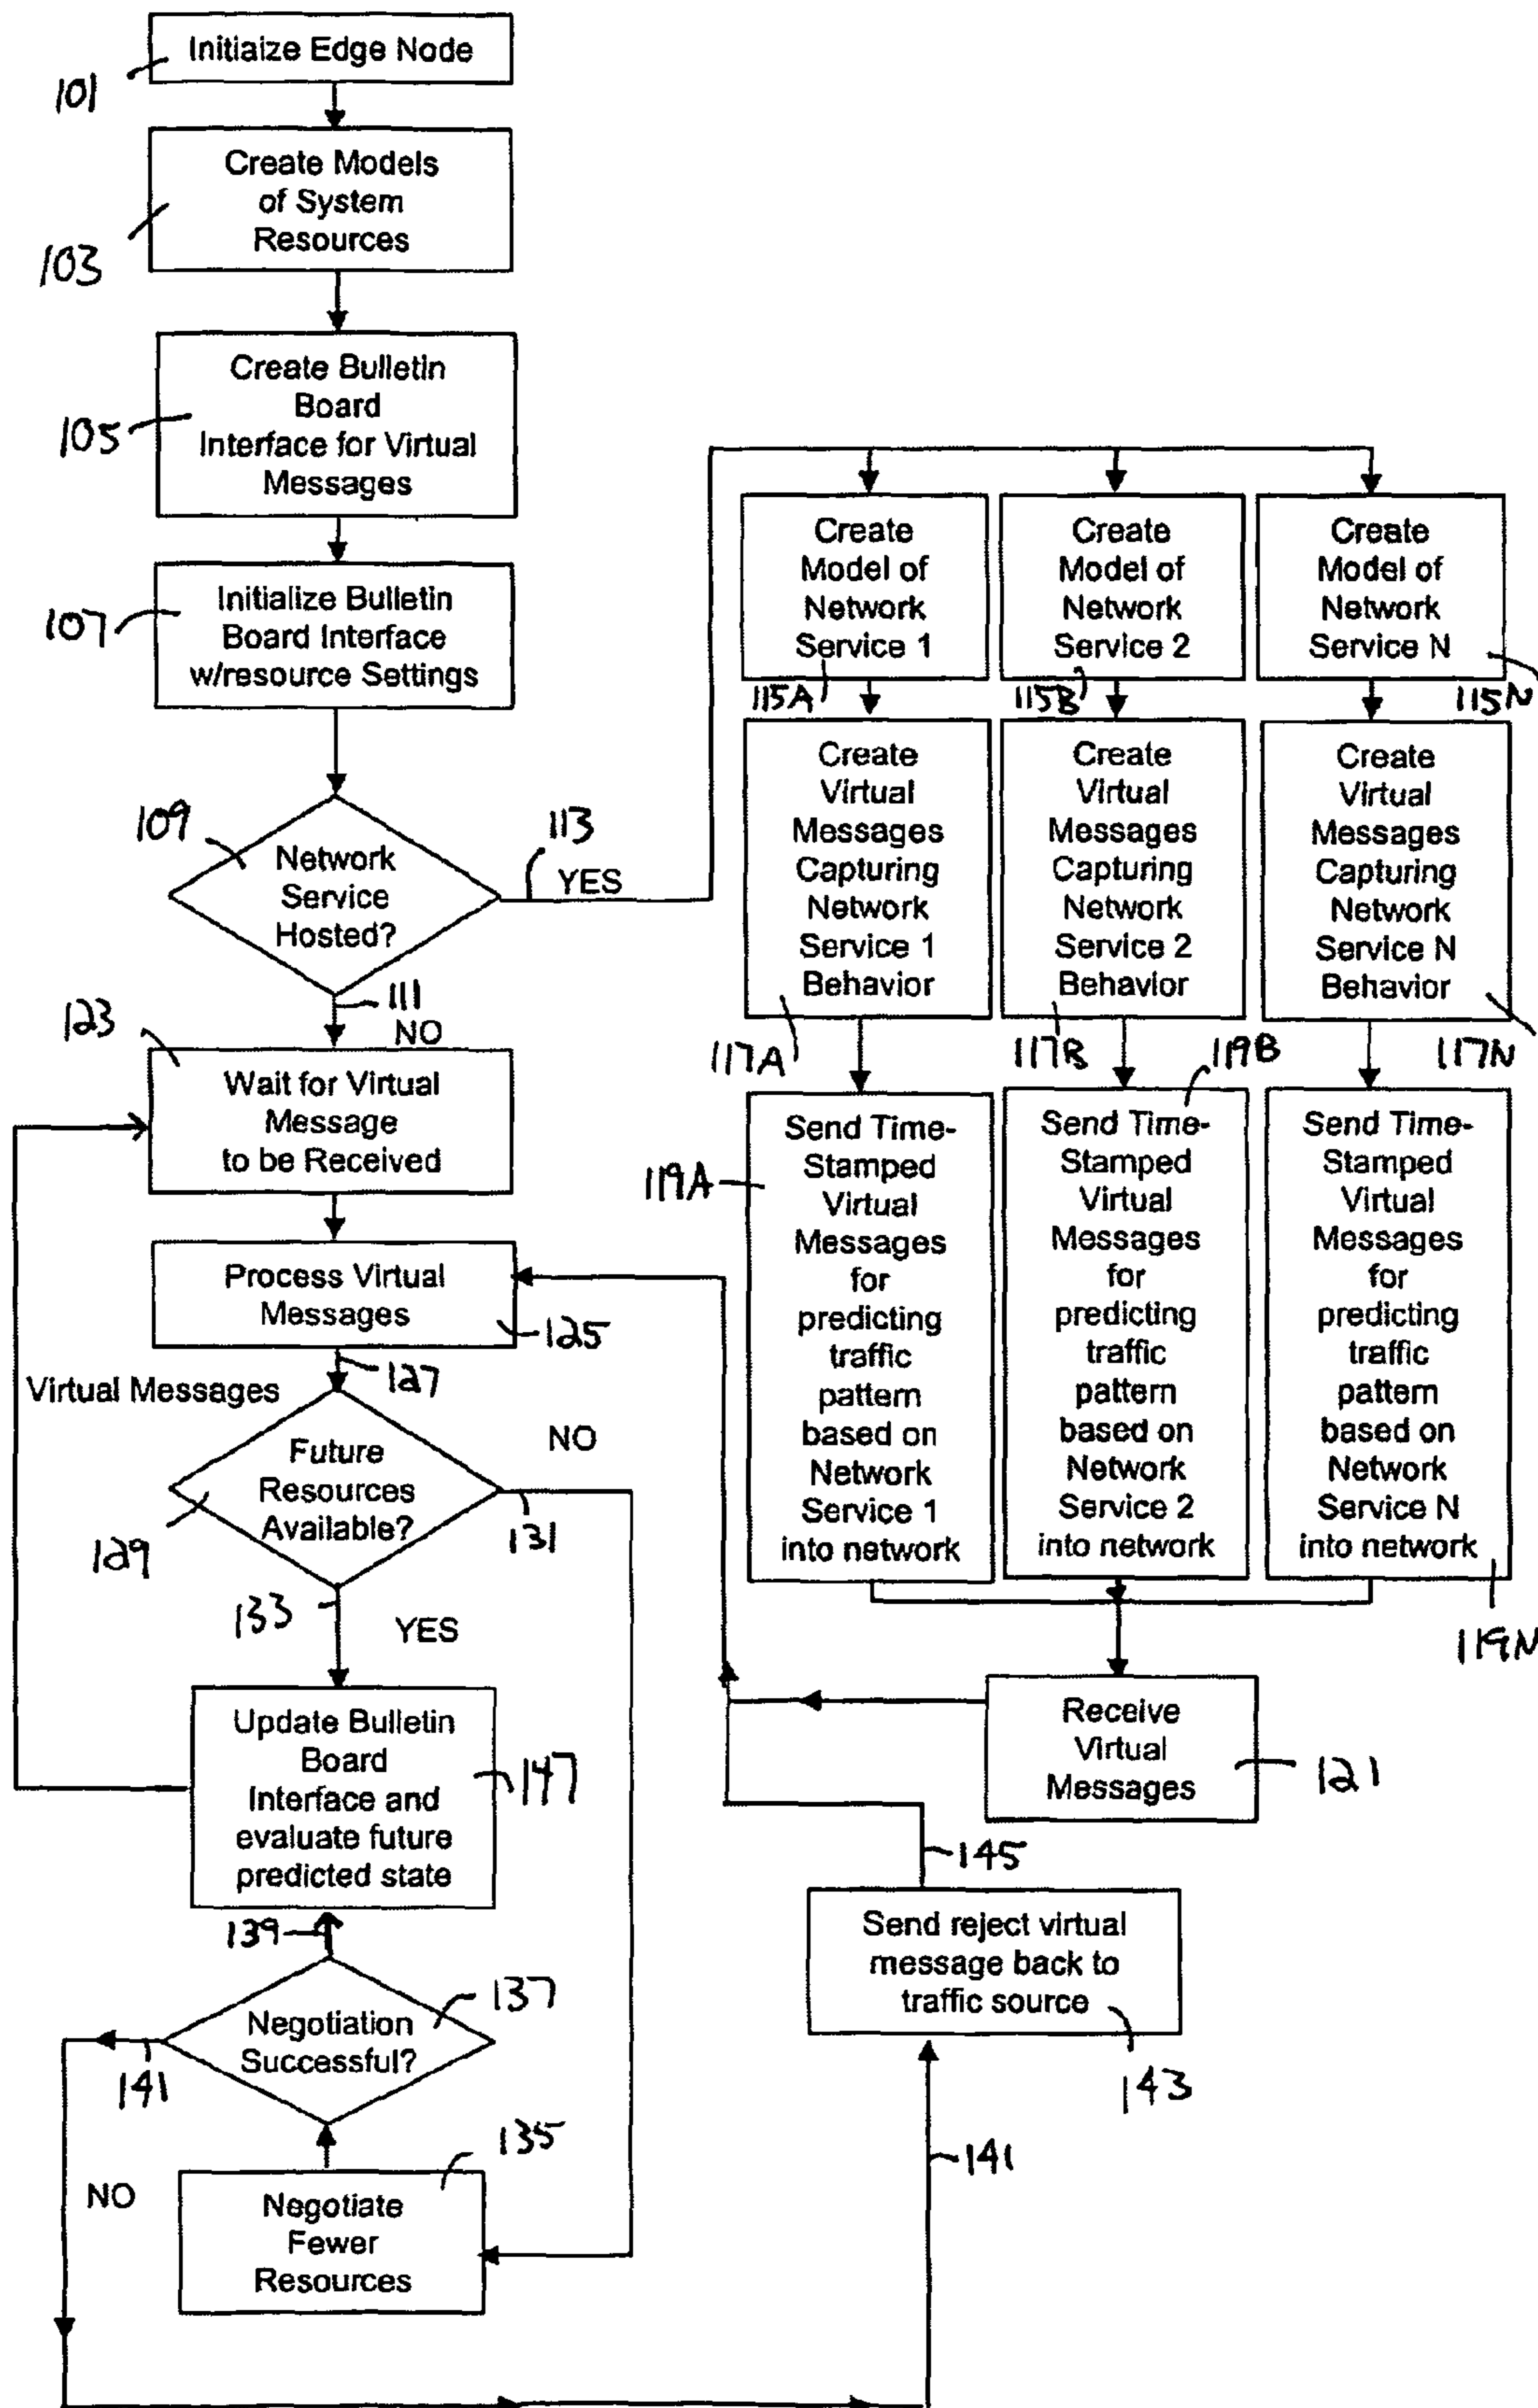 Initiaize Edge Node
101
Create Models
of System
Resources
103
Create Bulletin
Board
Interface for Virtual
Messages
105
Initialize Bulletin
Board Interface
w/resource Settings
107
Network
Service
Hosted?
109
113
YES
111
NO
Create
Model of
Network
Service 1
115A
Create
Model of
Network
Service 2
115B
Create
Model of
Network
Service N
115N
Create
Virtual
Messages
Capturing
Network
Service 1
Behavior
117A
Create
Virtual
Messages
Capturing
Network
Service 2
Behavior
117B
Create
Virtual
Messages
Capturing
Network
Service N
Behavior
117N
Send Time-
Stamped
Virtual
Messages
for
predicting
traffic
pattern
based on
Network
Service 1
into network
119A
Send Time-
Stamped
Virtual
Messages
for
predicting
traffic
pattern
based on
Network
Service 2
into network
119B
Send Time-
Stamped
Virtual
Messages
for
predicting
traffic
pattern
based on
Network
Service N
into network
119N
Receive
Virtual
Messages
121
123
Wait for Virtual
Message
to be Received
Process Virtual
Messages
125
127
Virtual Messages
Future
Resources
Available?
129
NO
131
133
YES
Update Bulletin
Board
Interface and
evaluate future
predicted state
147
139
Negotiation
Successful?
137
141
NO
Negotiate
Fewer
Resources
135
145
Send reject virtual
message back to
traffic source
143
141